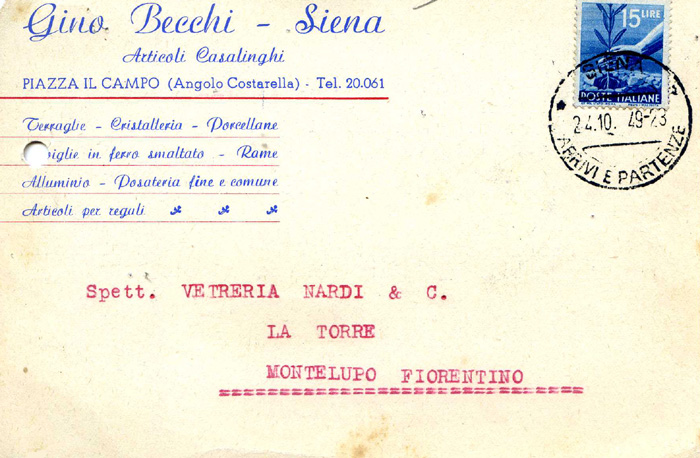 Gino Becchi - Siena
Articoli Casalinghi
PIAZZA IL CAMPO (Angolo Costarella) - Tel. 20.061
Terraglie - Cristalleria - Porcellane
in ferro smaltato - Rame
Alluminio - Posateria fine e comune
Articoli per regali
15 LIRE
POSTE ITALIANE
24.10. 49-23
ARRIVI E PARTENZE
Spett. VETRERIA NARDI & C.
LA TORRE
MONTELUPO FIORENTINO